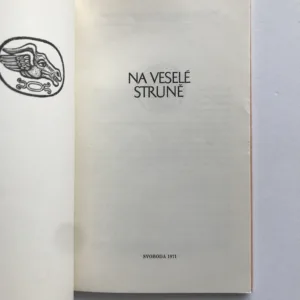 NA VESELÉ
STRUNĚ
SVOBODA 1971